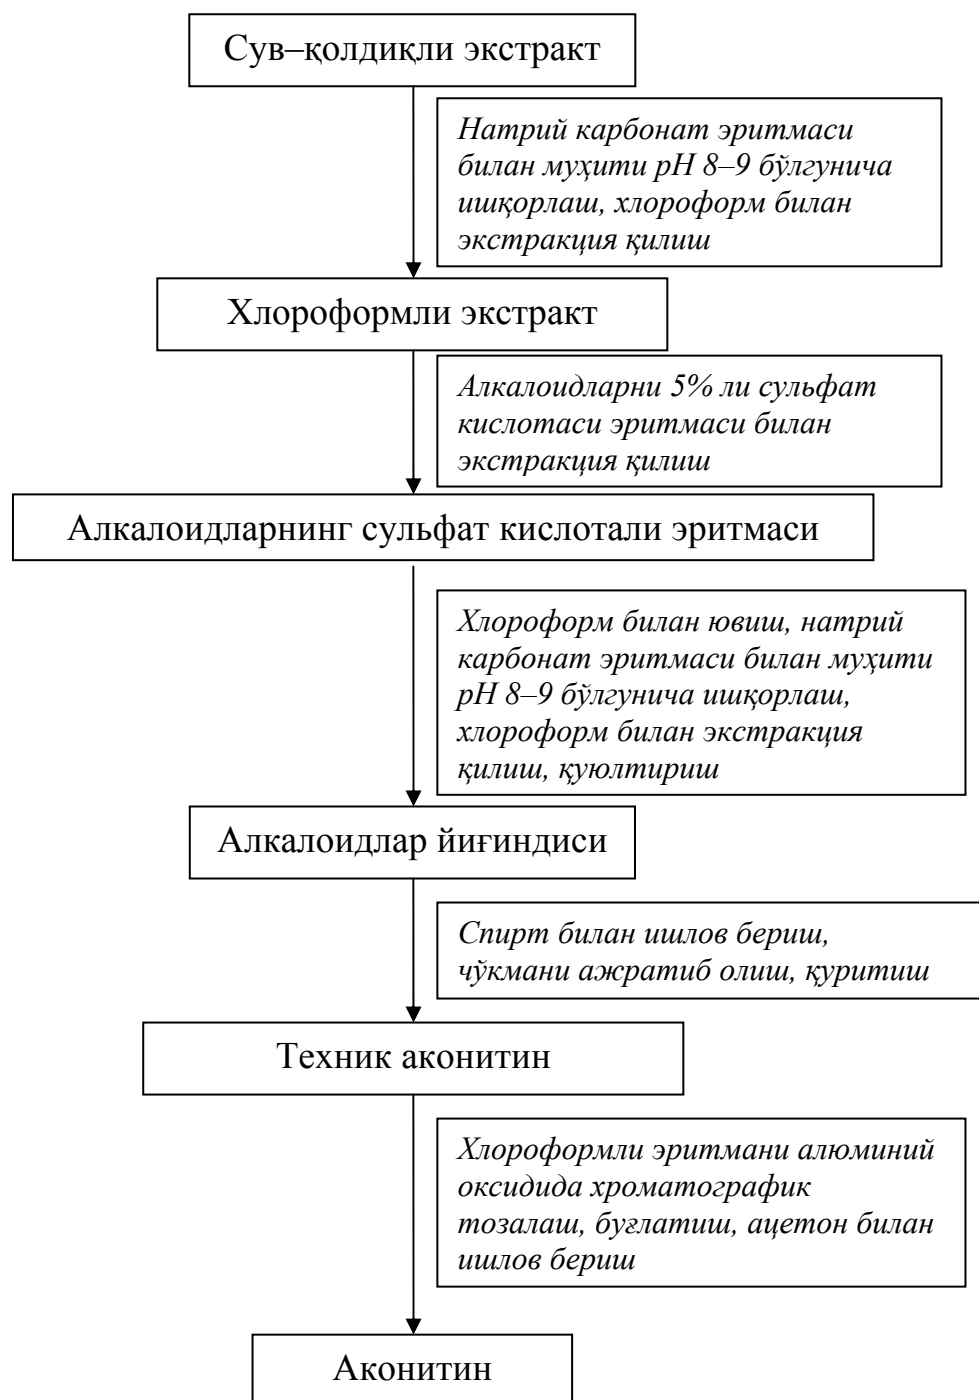 Сув–қолдиқли экстракт
Натрий карбонат эритмаси
билан муҳити pH 8–9 бўлгунича
ишқорлаш, хлороформ билан
экстракция қилиш
Хлороформли экстракт
Алкалоидларни 5% ли сульфат
кислотаси эритмаси билан
экстракция қилиш
Алкалоидларнинг сульфат кислотали эритмаси
Хлороформ билан ювиш, натрий
карбонат эритмаси билан муҳити
pH 8–9 бўлгунича ишқорлаш,
хлороформ билан экстракция
қилиш, қуюлтириш
Алкалоидлар йиғиндиси
Спирт билан ишлов бериш,
чўкмани ажратиб олиш, қуритиш
Техник аконитин
Хлороформли эритмани алюминий
оксидида хроматографик
тозалаш, буғлатиш, ацетон билан
ишлов бериш
Аконитин